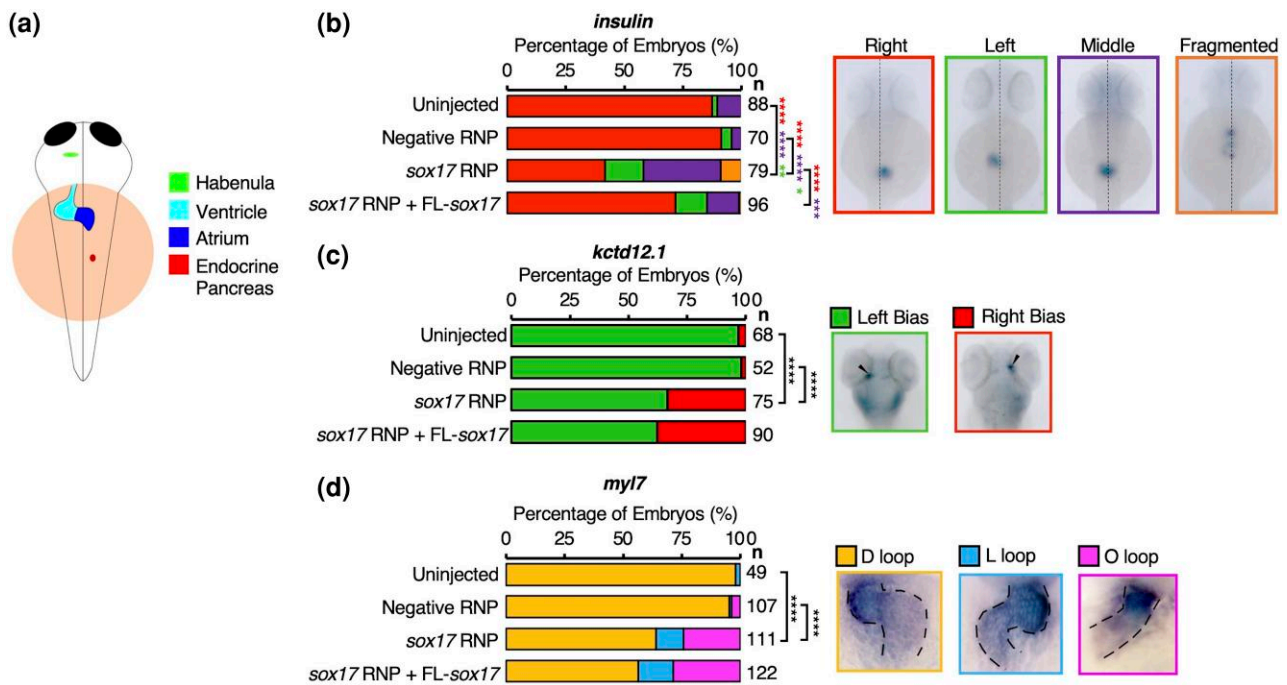 (a)
Habenula
Ventricle
Atrium
Endocrine
Pancreas
(b)
insulin
Percentage of Embryos (%)
0 25 50 75 100
n
Uninjected 88
Negative RNP 70
sox17 RNP 79
sox17 RNP + FL-sox17 96
**** **** **
**** **** *
**** ***
Right Left Middle Fragmented
(c)
kctd12.1
Percentage of Embryos (%)
0 25 50 75 100
n
Uninjected 68
Negative RNP 52
sox17 RNP 75
sox17 RNP + FL-sox17 90
****
****
Left Bias Right Bias
(d)
myl7
Percentage of Embryos (%)
0 25 50 75 100
n
Uninjected 49
Negative RNP 107
sox17 RNP 111
sox17 RNP + FL-sox17 122
****
****
D loop L loop O loop